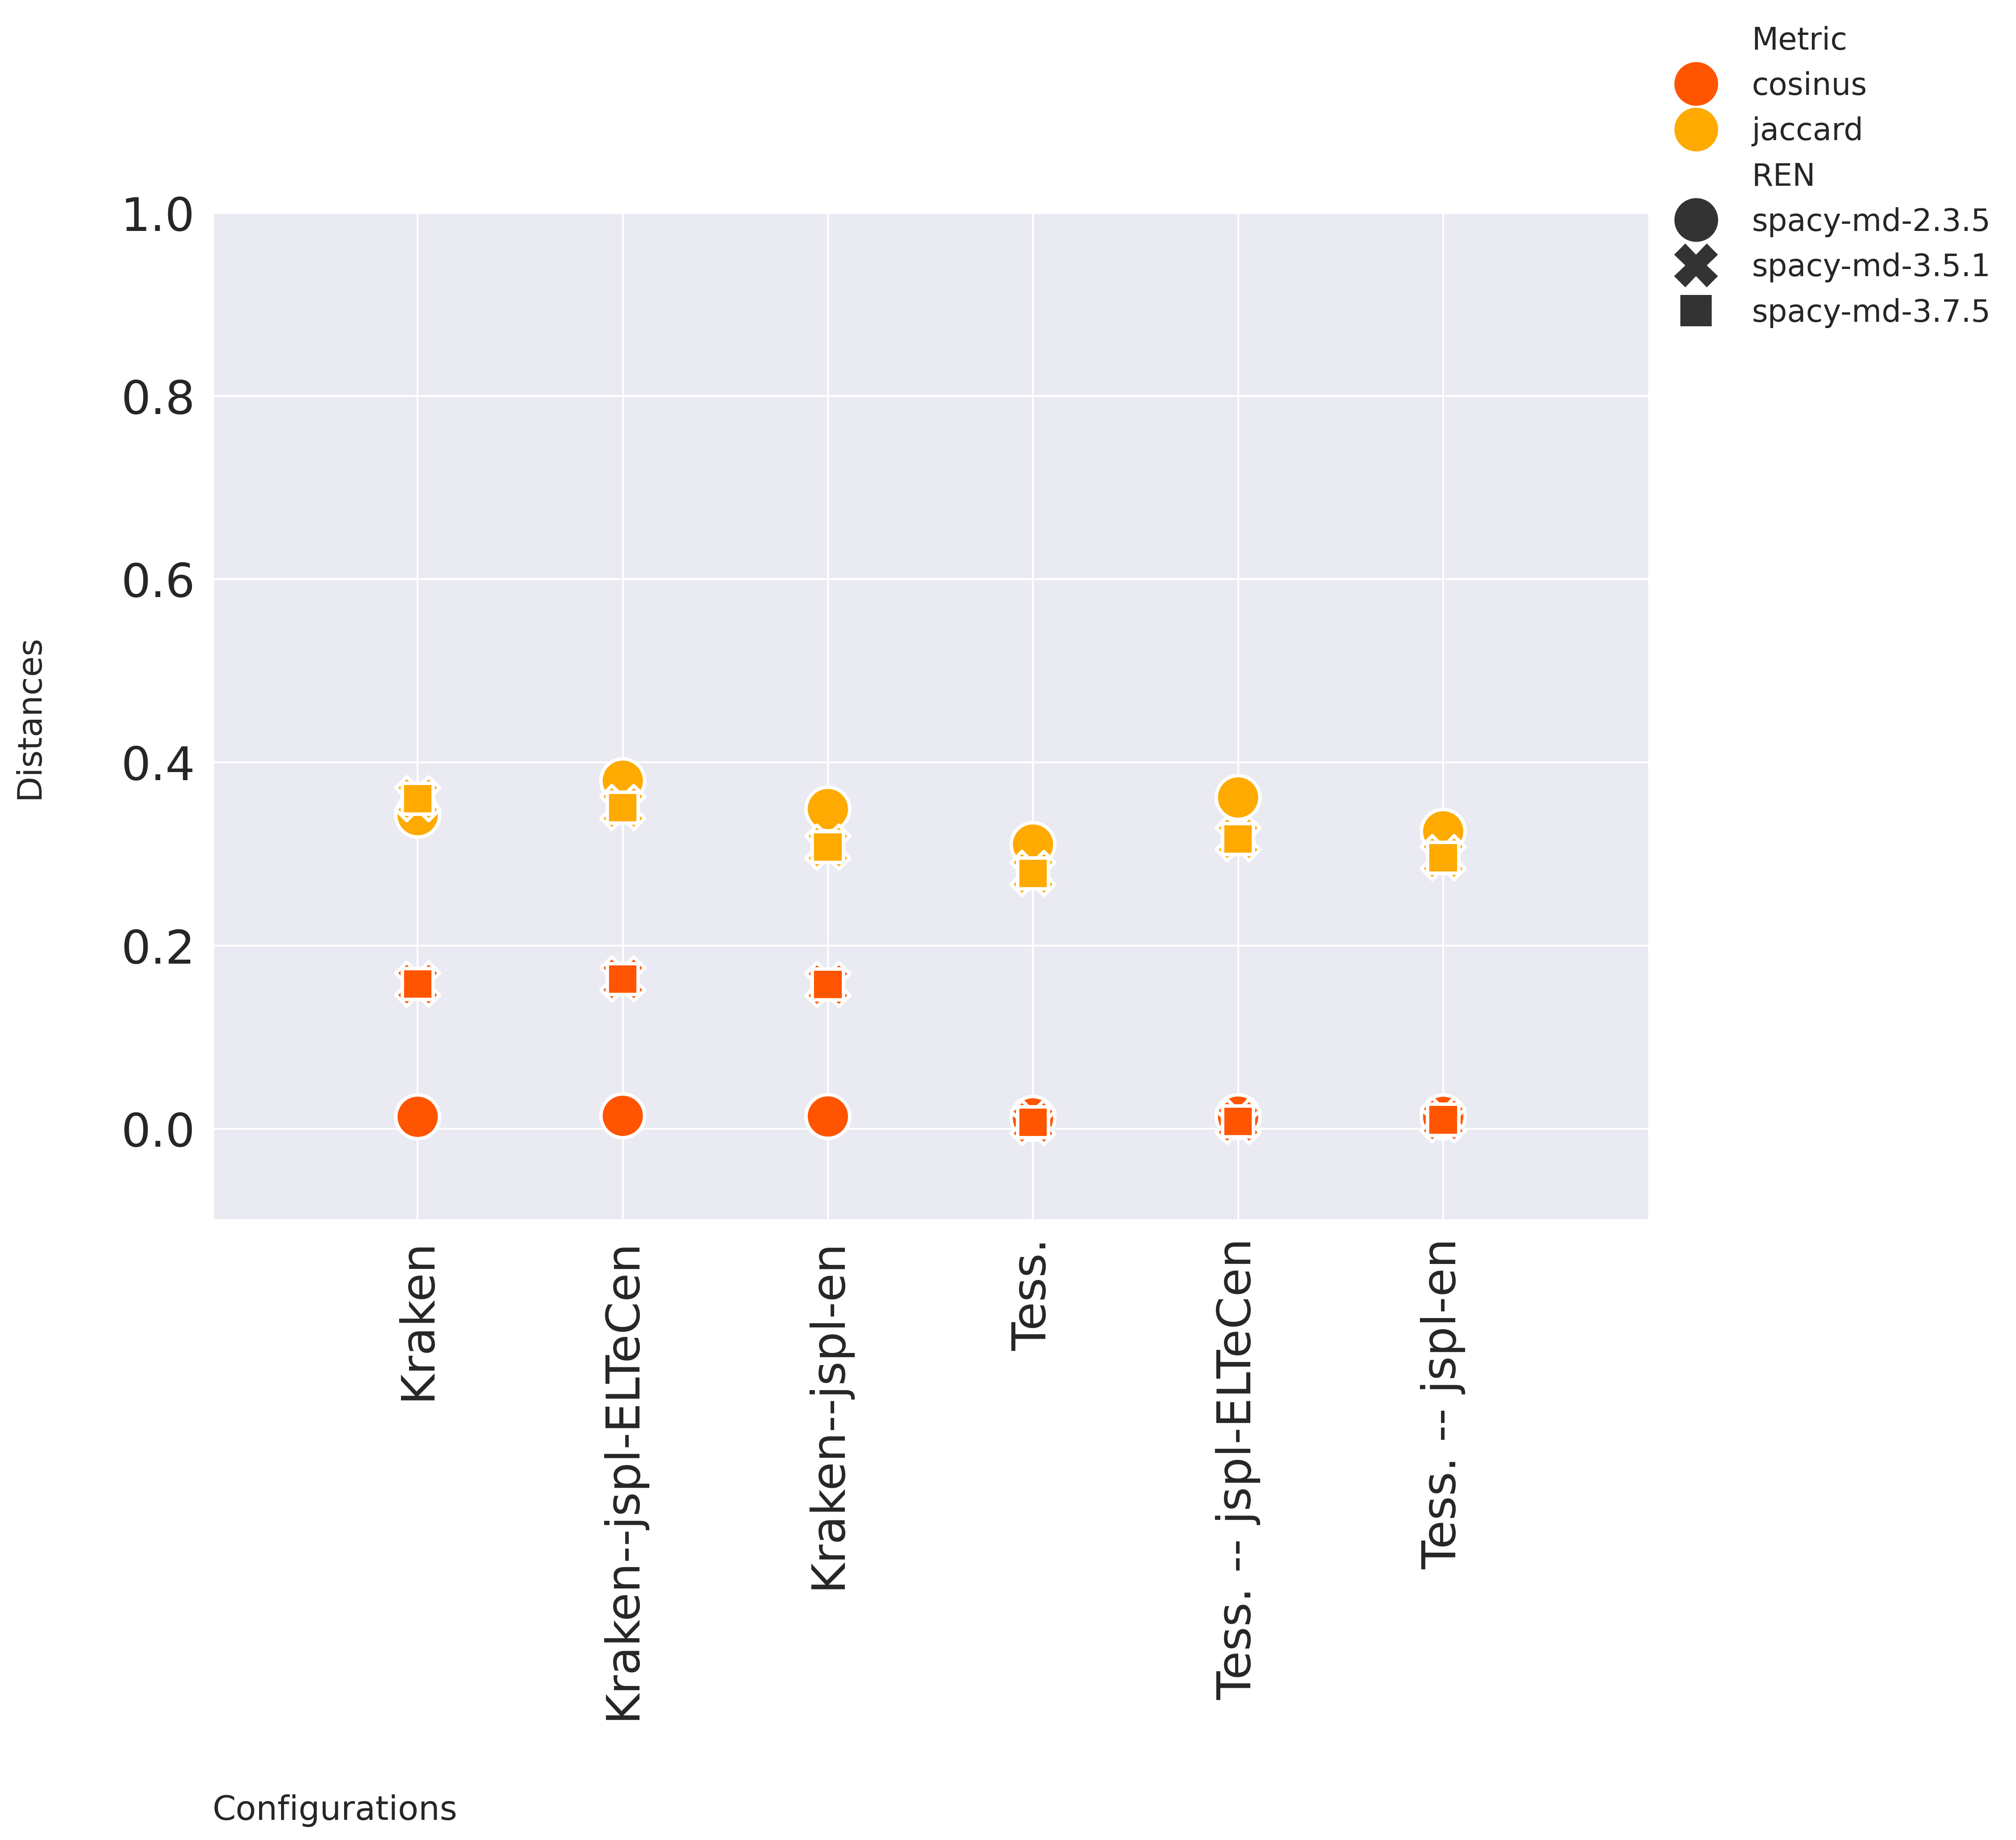 Metric
cosinus
jaccard
REN
spacy-md-2.3.5
spacy-md-3.5.1
spacy-md-3.7.5
1.0
0.8
0.6
0.4
0.2
0.0
Distances
Kraken
Kraken--jspl-ELTeCen
Kraken--jspl-en
Tess.
Tess. -- jspl-ELTeCen
Tess. -- jspl-en
Configurations